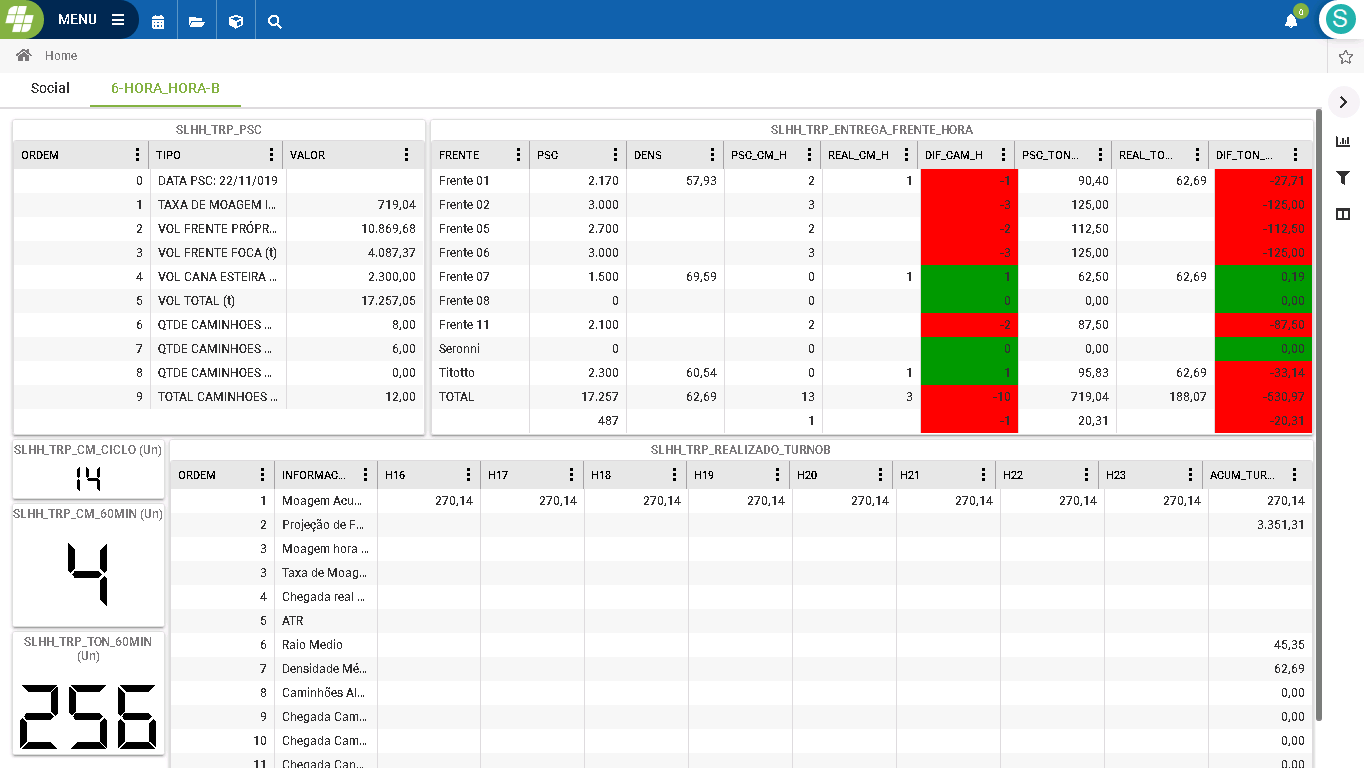 MENU
0
S
Home
Social 6-HORA_HORA-B
SLHH_TRP_PSC
ORDEM TIPO VALOR
0 DATA PSC: 22/11/019
1 TAXA DE MOAGEM I... 719,04
2 VOL FRENTE PRÓPR... 10.869,68
3 VOL FRENTE FOCA (t) 4.087,37
4 VOL CANA ESTEIRA ... 2.300,00
5 VOL TOTAL (t) 17.257,05
6 QTDE CAMINHOES ... 8,00
7 QTDE CAMINHOES ... 6,00
8 QTDE CAMINHOES ... 0,00
9 TOTAL CAMINHOES ... 12,00
SLHH_TRP_ENTREGA_FRENTE_HORA
FRENTE PSC DENS PSC_CM_H REAL_CM_H DIF_CAM_H PSC_TON... REAL_TO... DIF_TON_...
Frente 01 2.170 57,93 2 1 -1 90,40 62,69 -27,71
Frente 02 3.000 3 -3 125,00 -125,00
Frente 05 2.700 2 -2 112,50 -112,50
Frente 06 3.000 3 -3 125,00 -125,00
Frente 07 1.500 69,59 0 1 1 62,50 62,69 0,19
Frente 08 0 0 0 0,00 0,00
Frente 11 2.100 2 -2 87,50 -87,50
Seronni 0 0 0 0,00 0,00
Titotto 2.300 60,54 0 1 1 95,83 62,69 -33,14
TOTAL 17.257 62,69 13 3 -10 719,04 188,07 -530,97
487 1 -1 20,31 -20,31
SLHH_TRP_CM_CICLO (Un)
14
SLHH_TRP_CM_60MIN (Un)
4
SLHH_TRP_TON_60MIN
(Un)
256
SLHH_TRP_REALIZADO_TURNOB
ORDEM INFORMAC... H16 H17 H18 H19 H20 H21 H22 H23 ACUM_TUR...
1 Moagem Acu... 270,14 270,14 270,14 270,14 270,14 270,14 270,14 270,14 270,14
2 Projeção de F... 3.351,31
3 Moagem hora ...
3 Taxa de Moag...
4 Chegada real ...
5 ATR
6 Raio Medio 45,35
7 Densidade Mé... 62,69
8 Caminhões Al... 0,00
9 Chegada Cam... 0,00
10 Chegada Cam... 0,00
11 Chegada Can... 0,00